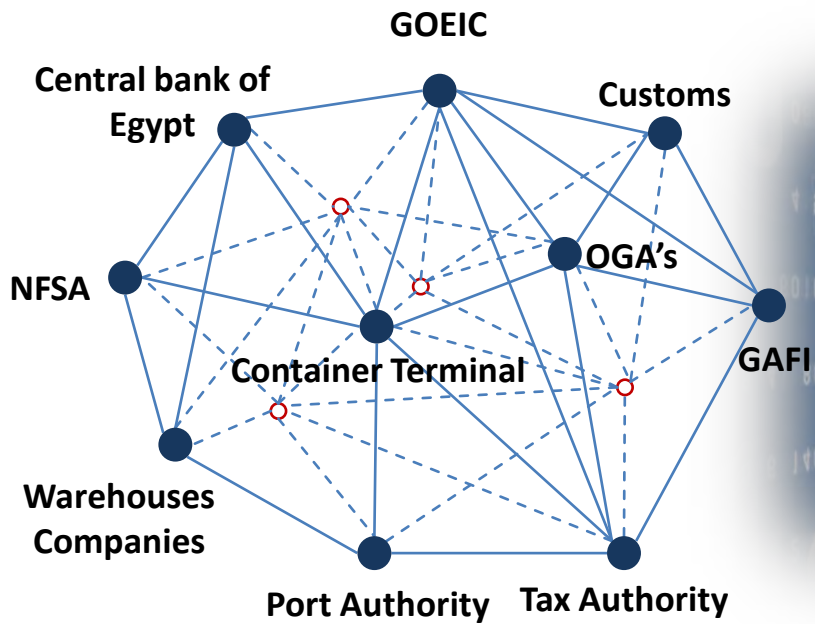 GOEIC
Central bank of
Egypt
Customs
OGA's
NFSA
GAFI
Container Terminal
Warehouses
Companies
Port Authority
Tax Authority